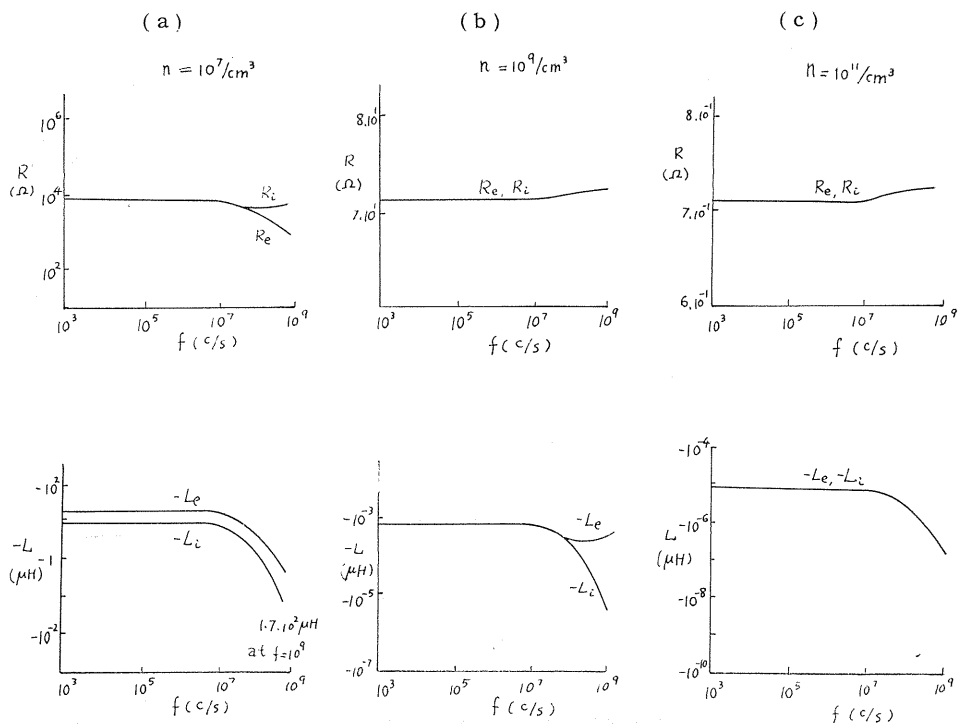 (a)
n = 10⁷/cm³
10⁶
10⁴
10²
R
(Ω)
Rᵢ
Rₑ
10³ 10⁵ 10⁷ 10⁹
f (c/s)
(b)
n = 10⁹/cm³
8.10¹
7.10¹
R
(Ω)
Rₑ, Rᵢ
10³ 10⁵ 10⁷ 10⁹
f (c/s)
(c)
n = 10¹¹/cm³
8.10⁻¹
7.10⁻¹
6.10⁻¹
R
(Ω)
Rₑ, Rᵢ
10³ 10⁵ 10⁷ 10⁹
f (c/s)
-10²
-1
-10⁻²
-L
(μH)
-Lₑ
-Lᵢ
1.7.10² μH
at f=10⁹
10³ 10⁵ 10⁷ 10⁹
f (c/s)
-10⁻³
-10⁻⁵
-10⁻⁷
-L
(μH)
-Lₑ
-Lᵢ
10³ 10⁵ 10⁷ 10⁹
f (c/s)
-10⁻⁴
-10⁻⁶
-10⁻⁸
-10⁻¹⁰
L
(μH)
-Lₑ, -Lᵢ
10³ 10⁵ 10⁷ 10⁹
f (c/s)